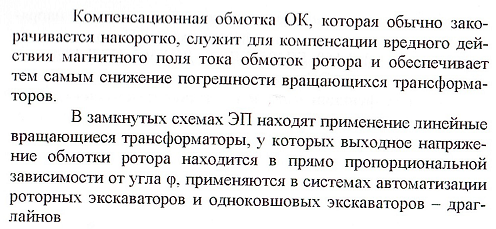 Компенсационная обмотка ОК, которая обычно зако-
рачивается накоротко, служит для компенсации вредного дей-
ствия магнитного поля тока обмоток ротора и обеспечивает
тем самым снижение погрешности вращающихся трансформа-
торов.
В замкнутых схемах ЭП находят применение линейные
вращающиеся трансформаторы, у которых выходное напряже-
ние обмотки ротора находится в прямо пропорциональной
зависимости от угла φ, применяются в системах автоматизации
роторных экскаваторов и одноковшовых экскаваторов – драг-
лайнов